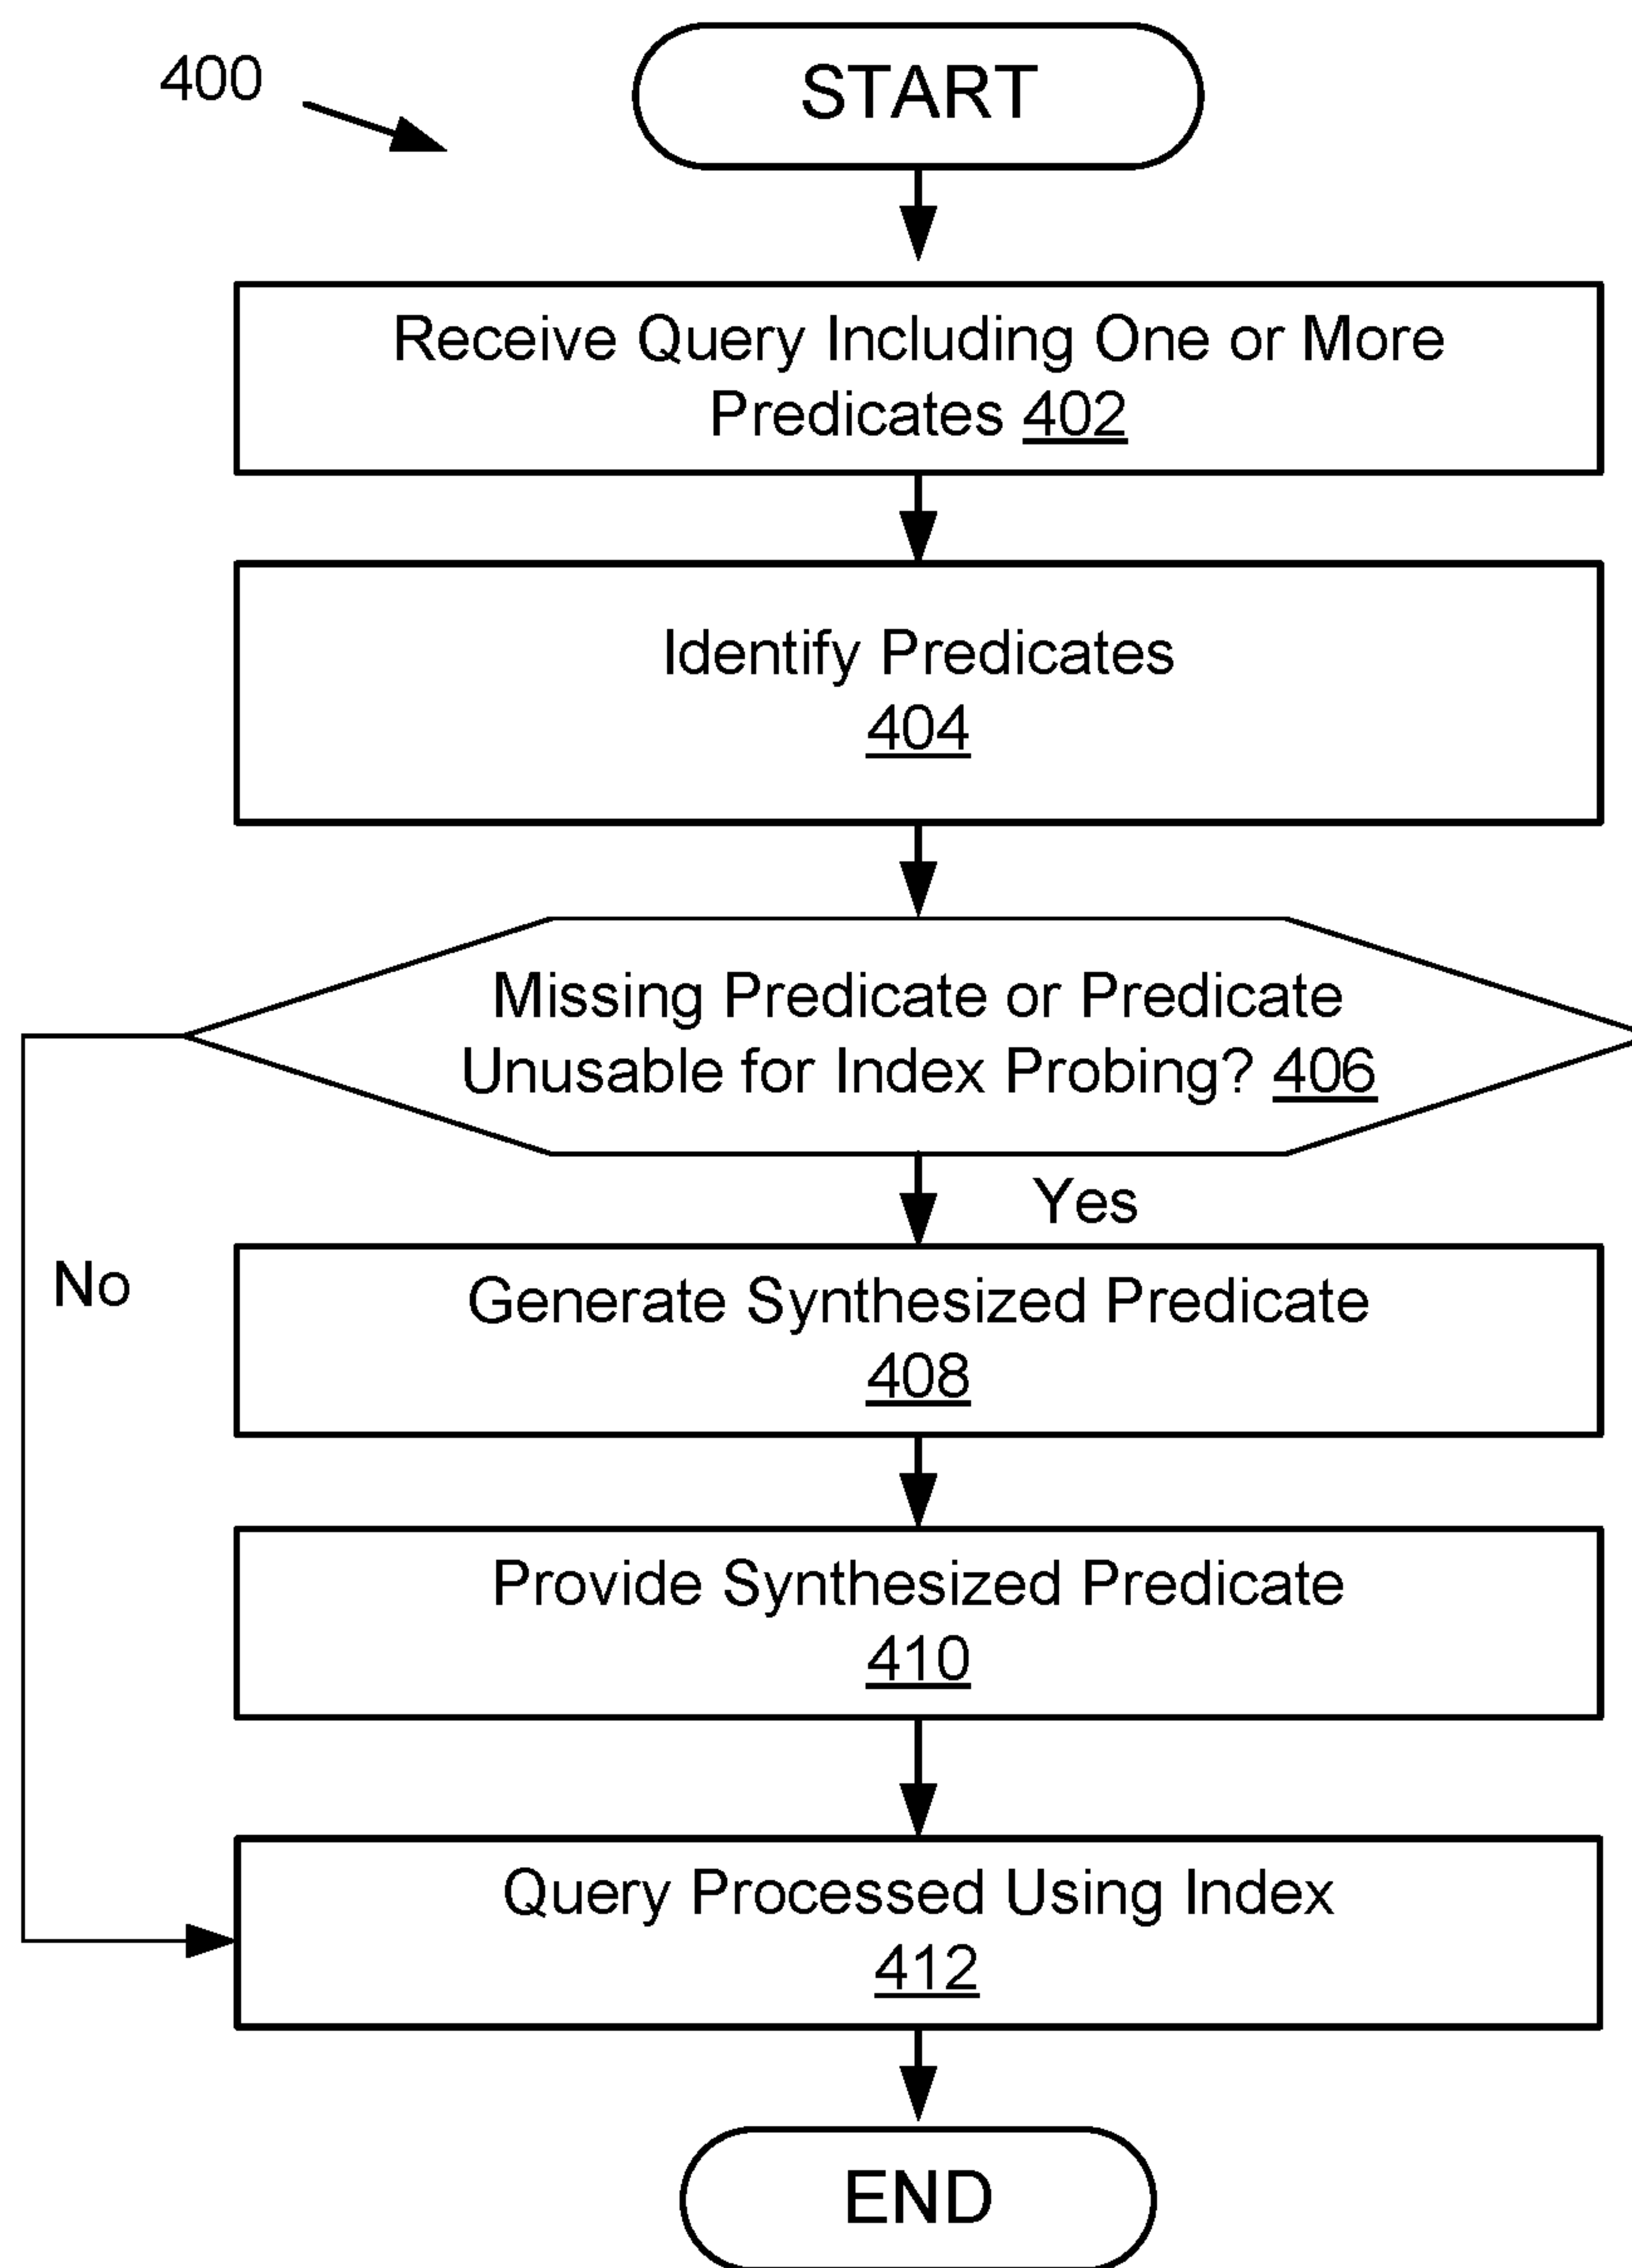 400
START
Receive Query Including One or More
Predicates 402
Identify Predicates
404
Missing Predicate or Predicate
Unusable for Index Probing? 406
Yes
No
Generate Synthesized Predicate
408
Provide Synthesized Predicate
410
Query Processed Using Index
412
END